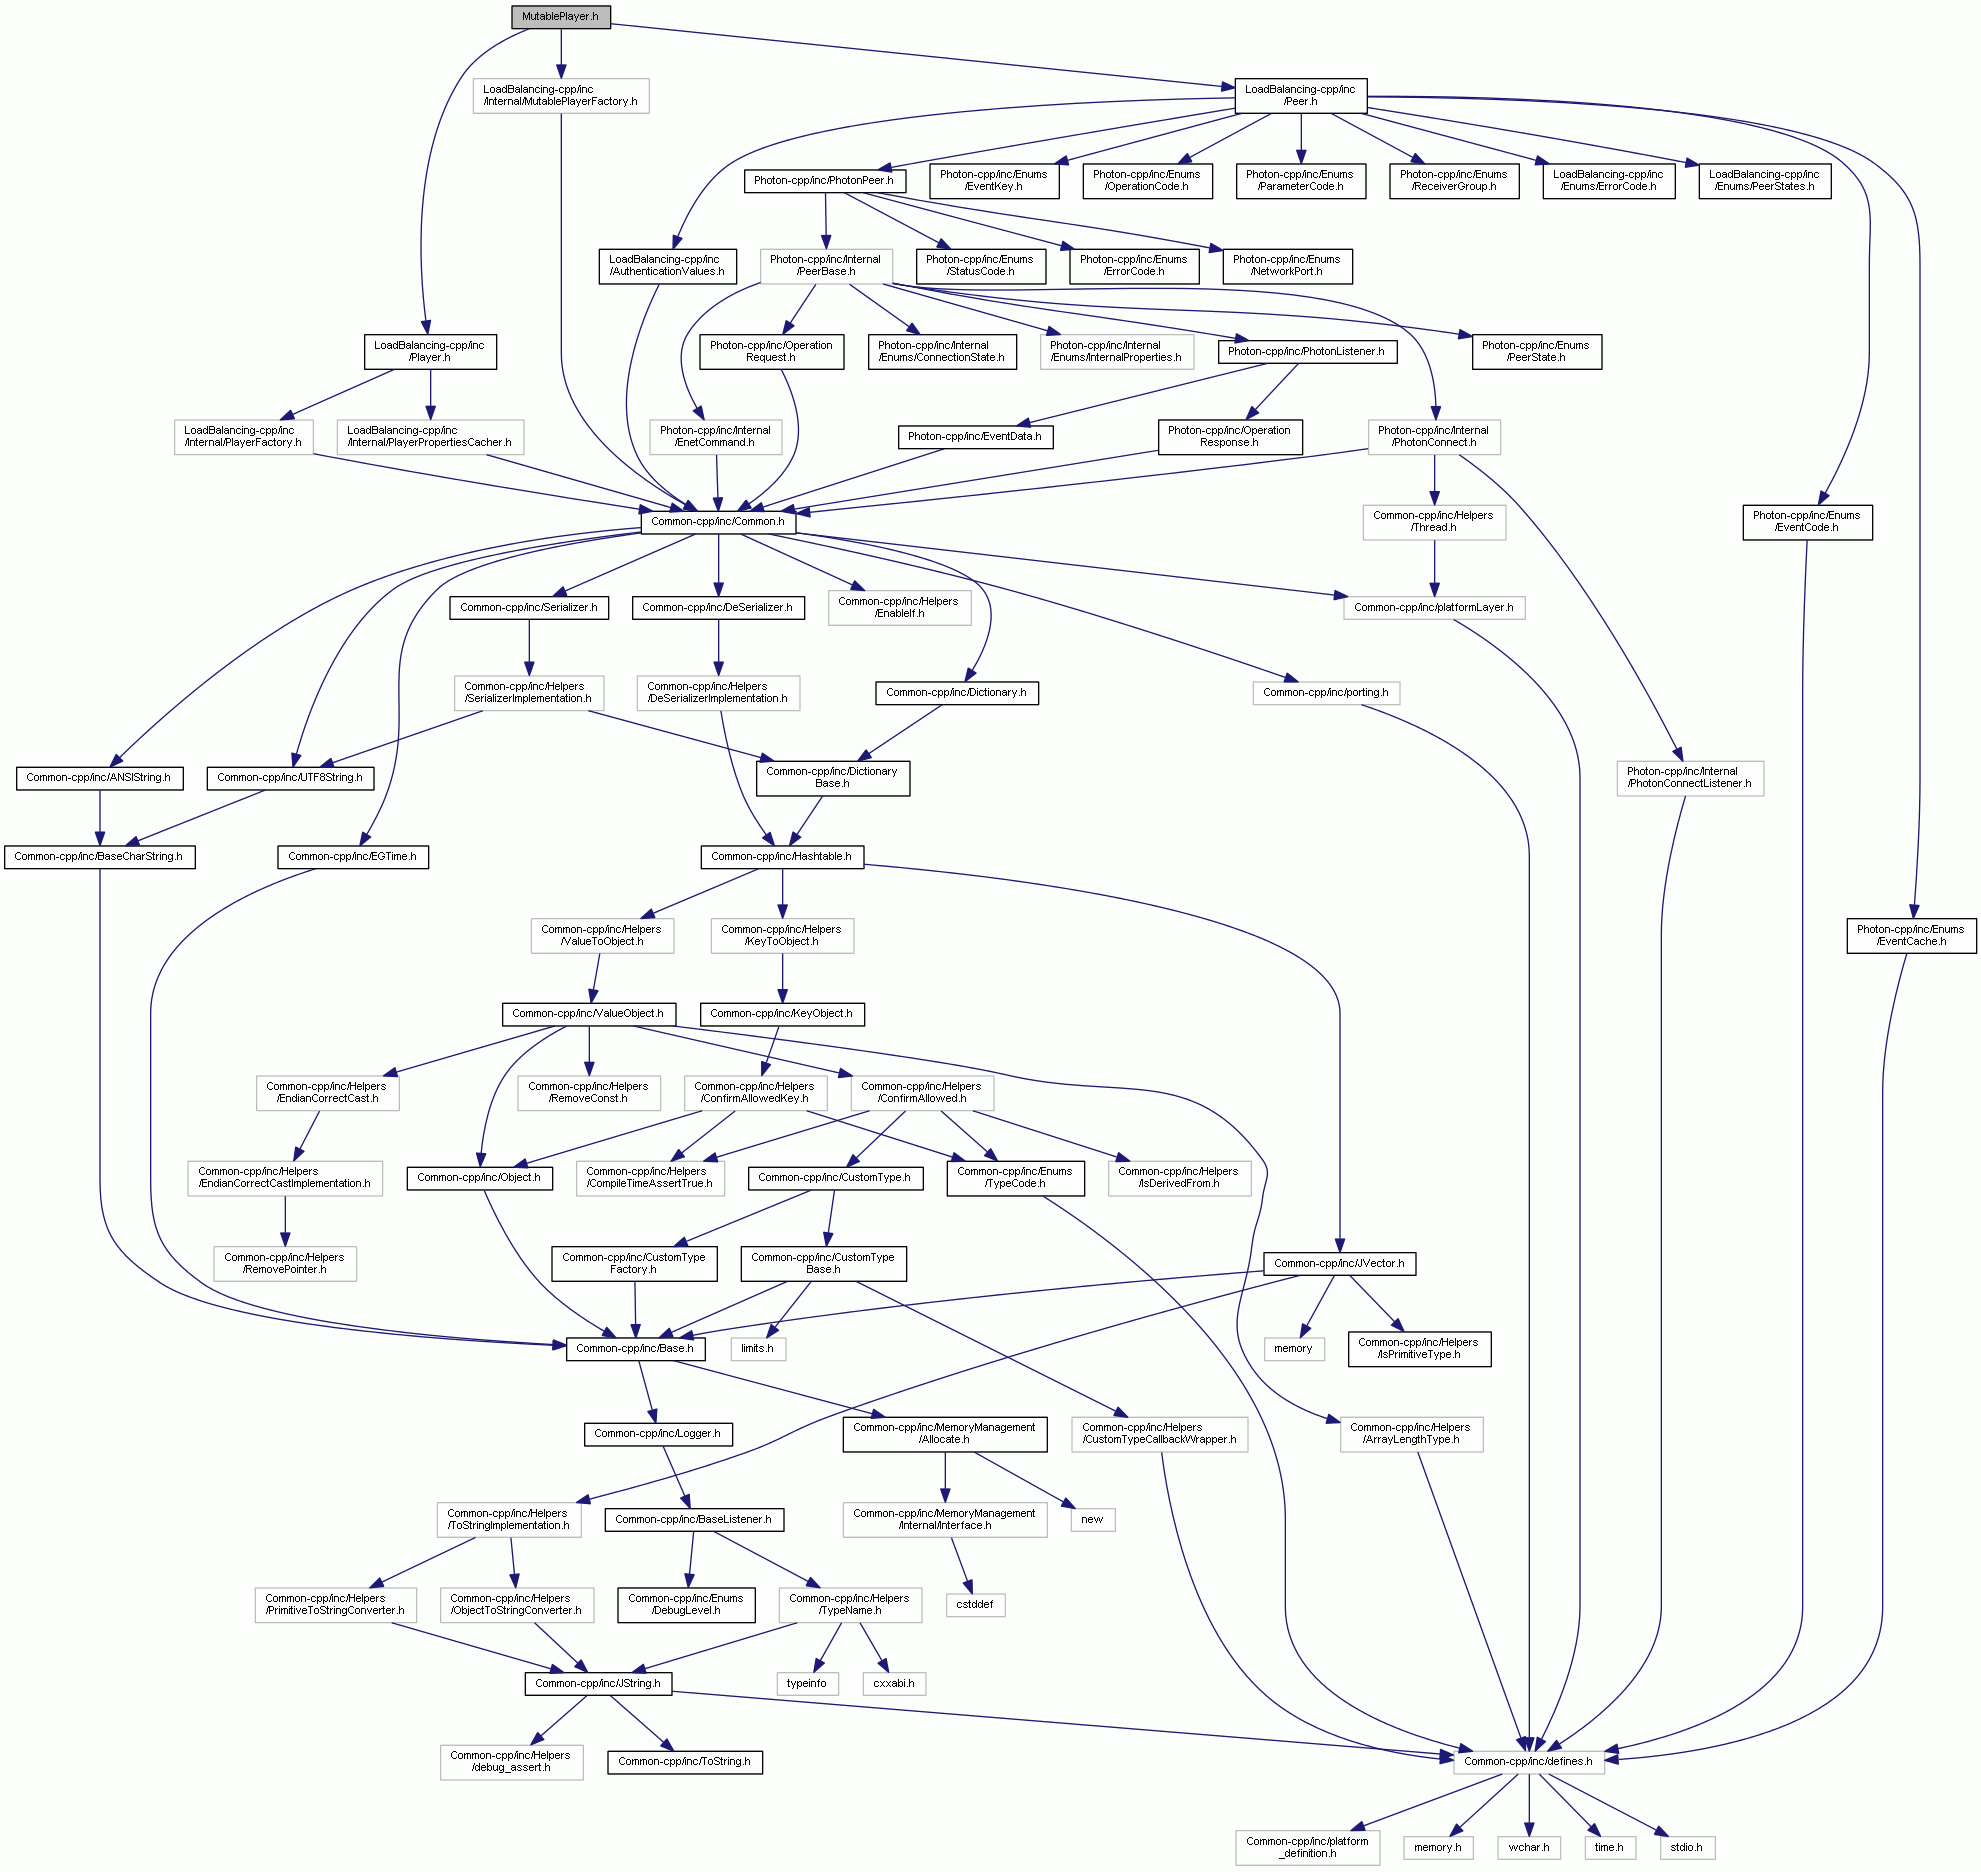 MutablePlayer.h
LoadBalancing-cpp/inc
/Internal/MutablePlayerFactory.h
LoadBalancing-cpp/inc
/Peer.h
Photon-cpp/inc/PhotonPeer.h
Photon-cpp/inc/Enums
/EventKey.h
Photon-cpp/inc/Enums
/OperationCode.h
Photon-cpp/inc/Enums
/ParameterCode.h
Photon-cpp/inc/Enums
/ReceiverGroup.h
LoadBalancing-cpp/inc
/Enums/ErrorCode.h
LoadBalancing-cpp/inc
/Enums/PeerStates.h
LoadBalancing-cpp/inc
/AuthenticationValues.h
Photon-cpp/inc/Internal
/PeerBase.h
Photon-cpp/inc/Enums
/StatusCode.h
Photon-cpp/inc/Enums
/ErrorCode.h
Photon-cpp/inc/Enums
/NetworkPort.h
LoadBalancing-cpp/inc
/Player.h
Photon-cpp/inc/Operation
Request.h
Photon-cpp/inc/Internal
/Enums/ConnectionState.h
Photon-cpp/inc/Internal
/Enums/InternalProperties.h
Photon-cpp/inc/PhotonListener.h
Photon-cpp/inc/Enums
/PeerState.h
LoadBalancing-cpp/inc
/Internal/PlayerFactory.h
LoadBalancing-cpp/inc
/Internal/PlayerPropertiesCacher.h
Photon-cpp/inc/Internal
/EnetCommand.h
Photon-cpp/inc/EventData.h
Photon-cpp/inc/Operation
Response.h
Photon-cpp/inc/Internal
/PhotonConnect.h
Common-cpp/inc/Common.h
Common-cpp/inc/Helpers
/Thread.h
Photon-cpp/inc/Enums
/EventCode.h
Common-cpp/inc/Serializer.h
Common-cpp/inc/DeSerializer.h
Common-cpp/inc/Helpers
/EnableIf.h
Common-cpp/inc/platformLayer.h
Common-cpp/inc/Helpers
/SerializerImplementation.h
Common-cpp/inc/Helpers
/DeSerializerImplementation.h
Common-cpp/inc/Dictionary.h
Common-cpp/inc/porting.h
Common-cpp/inc/ANSIString.h
Common-cpp/inc/UTF8String.h
Common-cpp/inc/Dictionary
Base.h
Photon-cpp/inc/Internal
/PhotonConnectListener.h
Common-cpp/inc/BaseCharString.h
Common-cpp/inc/EGTime.h
Common-cpp/inc/Hashtable.h
Common-cpp/inc/Helpers
/ValueToObject.h
Common-cpp/inc/Helpers
/KeyToObject.h
Photon-cpp/inc/Enums
/EventCache.h
Common-cpp/inc/ValueObject.h
Common-cpp/inc/KeyObject.h
Common-cpp/inc/Helpers
/EndianCorrectCast.h
Common-cpp/inc/Helpers
/RemoveConst.h
Common-cpp/inc/Helpers
/ConfirmAllowedKey.h
Common-cpp/inc/Helpers
/ConfirmAllowed.h
Common-cpp/inc/Helpers
/EndianCorrectCastImplementation.h
Common-cpp/inc/Object.h
Common-cpp/inc/Helpers
/CompileTimeAssertTrue.h
Common-cpp/inc/CustomType.h
Common-cpp/inc/Enums
/TypeCode.h
Common-cpp/inc/Helpers
/IsDerivedFrom.h
Common-cpp/inc/Helpers
/RemovePointer.h
Common-cpp/inc/CustomType
Factory.h
Common-cpp/inc/CustomType
Base.h
Common-cpp/inc/JVector.h
Common-cpp/inc/Base.h
limits.h
memory
Common-cpp/inc/Helpers
/IsPrimitiveType.h
Common-cpp/inc/Logger.h
Common-cpp/inc/MemoryManagement
/Allocate.h
Common-cpp/inc/Helpers
/CustomTypeCallbackWrapper.h
Common-cpp/inc/Helpers
/ArrayLengthType.h
Common-cpp/inc/Helpers
/ToStringImplementation.h
Common-cpp/inc/BaseListener.h
Common-cpp/inc/MemoryManagement
/Internal/Interface.h
new
Common-cpp/inc/Helpers
/PrimitiveToStringConverter.h
Common-cpp/inc/Helpers
/ObjectToStringConverter.h
Common-cpp/inc/Enums
/DebugLevel.h
Common-cpp/inc/Helpers
/TypeName.h
cstddef
Common-cpp/inc/JString.h
typeinfo
cxxabi.h
Common-cpp/inc/Helpers
/debug_assert.h
Common-cpp/inc/ToString.h
Common-cpp/inc/defines.h
Common-cpp/inc/platform
_definition.h
memory.h
wchar.h
time.h
stdio.h